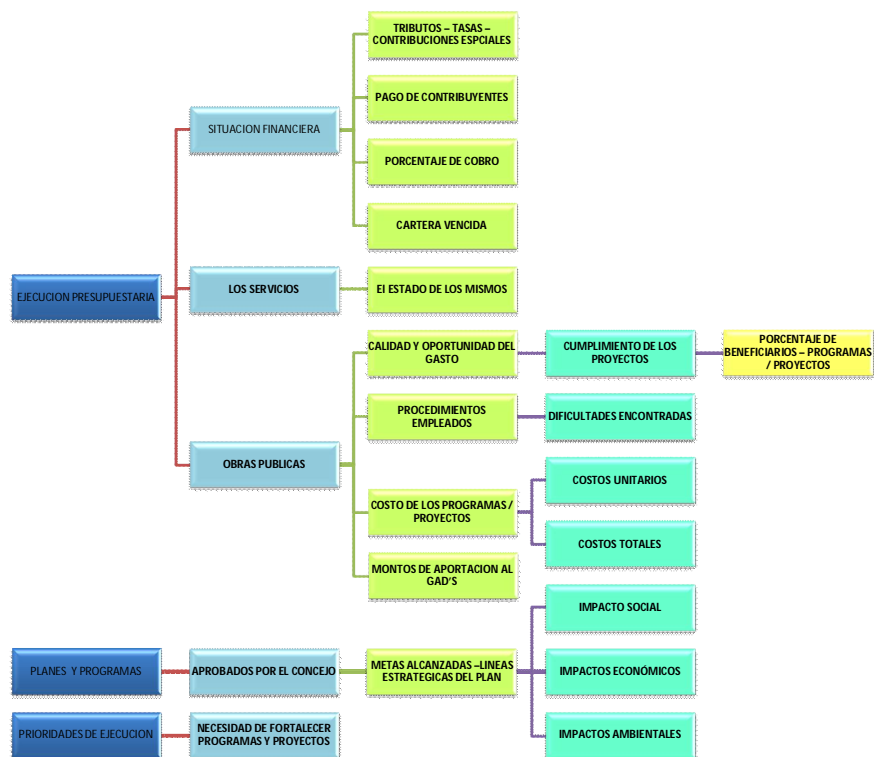 TRIBUTOS – TASAS –
CONTRIBUCIONES ESPCIALES
PAGO DE CONTRIBUYENTES
SITUACION FINANCIERA
PORCENTAJE DE COBRO
CARTERA VENCIDA
EJECUCION PRESUPUESTARIA
LOS SERVICIOS
El ESTADO DE LOS MISMOS
CALIDAD Y OPORTUNIDAD DEL
GASTO
CUMPLIMIENTO DE LOS
PROYECTOS
PORCENTAJE DE
BENEFICIARIOS – PROGRAMAS
/ PROYECTOS
PROCEDIMIENTOS
EMPLEADOS
DIFICULTADES ENCONTRADAS
OBRAS PUBLICAS
COSTO DE LOS PROGRAMAS /
PROYECTOS
COSTOS UNITARIOS
COSTOS TOTALES
MONTOS DE APORTACION AL
GAD'S
PLANES Y PROGRAMAS
APROBADOS POR EL CONCEJO
METAS ALCANZADAS –LINEAS
ESTRATEGICAS DEL PLAN
IMPACTO SOCIAL
IMPACTOS ECONÓMICOS
IMPACTOS AMBIENTALES
PRIORIDADES DE EJECUCION
NECESIDAD DE FORTALECER
PROGRAMAS Y PROYECTOS